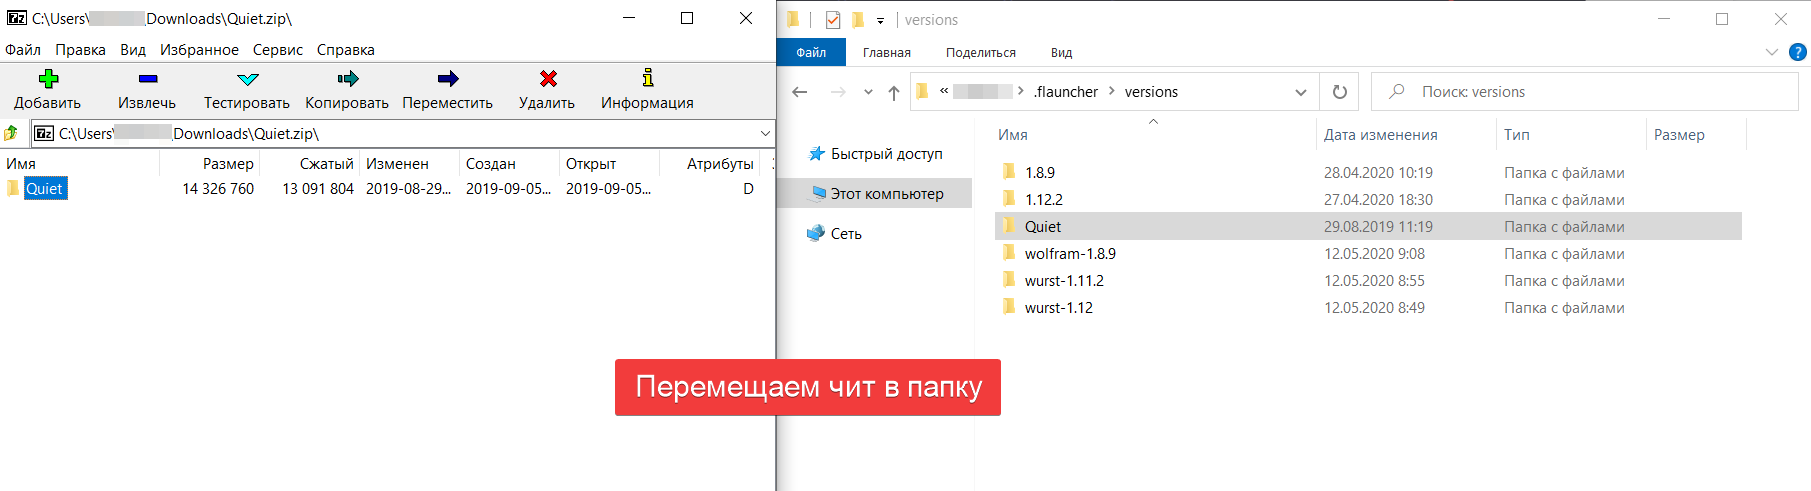 C:\Users\ Downloads\Quiet.zip\
Файл Правка Вид Избранное Сервис Справка
Добавить Извлечь Тестировать Копировать Переместить Удалить Информация
C:\Users\ Downloads\Quiet.zip\
Имя Размер Сжатый Изменен Создан Открыт Атрибуты
Quiet 14 326 760 13 091 804 2019-08-29... 2019-09-05... 2019-09-05... D
versions
Файл Главная Поделиться Вид ?
« .flauncher > versions
Поиск: versions
Быстрый доступ
Этот компьютер
Сеть
Имя Дата изменения Тип Размер
1.8.9 28.04.2020 10:19 Папка с файлами
1.12.2 27.04.2020 18:30 Папка с файлами
Quiet 29.08.2019 11:19 Папка с файлами
wolfram-1.8.9 12.05.2020 9:08 Папка с файлами
wurst-1.11.2 12.05.2020 8:55 Папка с файлами
wurst-1.12 12.05.2020 8:49 Папка с файлами
Перемещаем чит в папку